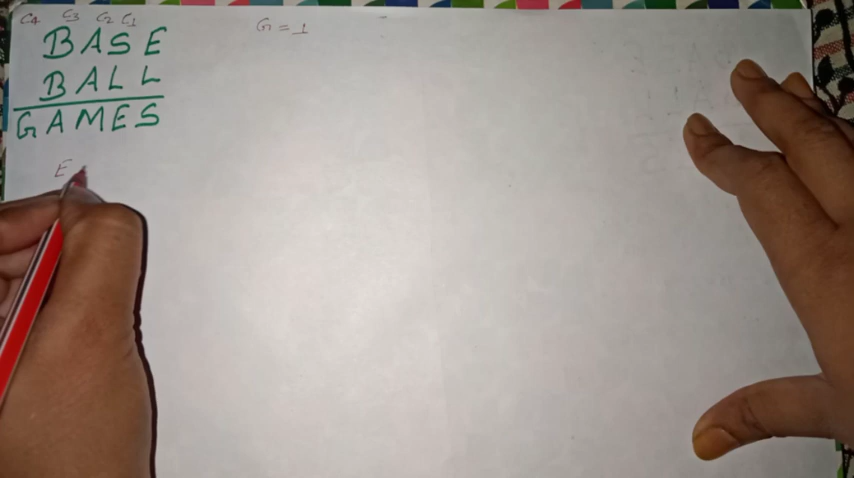 C4 C3 C2 C1
BASE
BALL
GAMES
G = 1
E